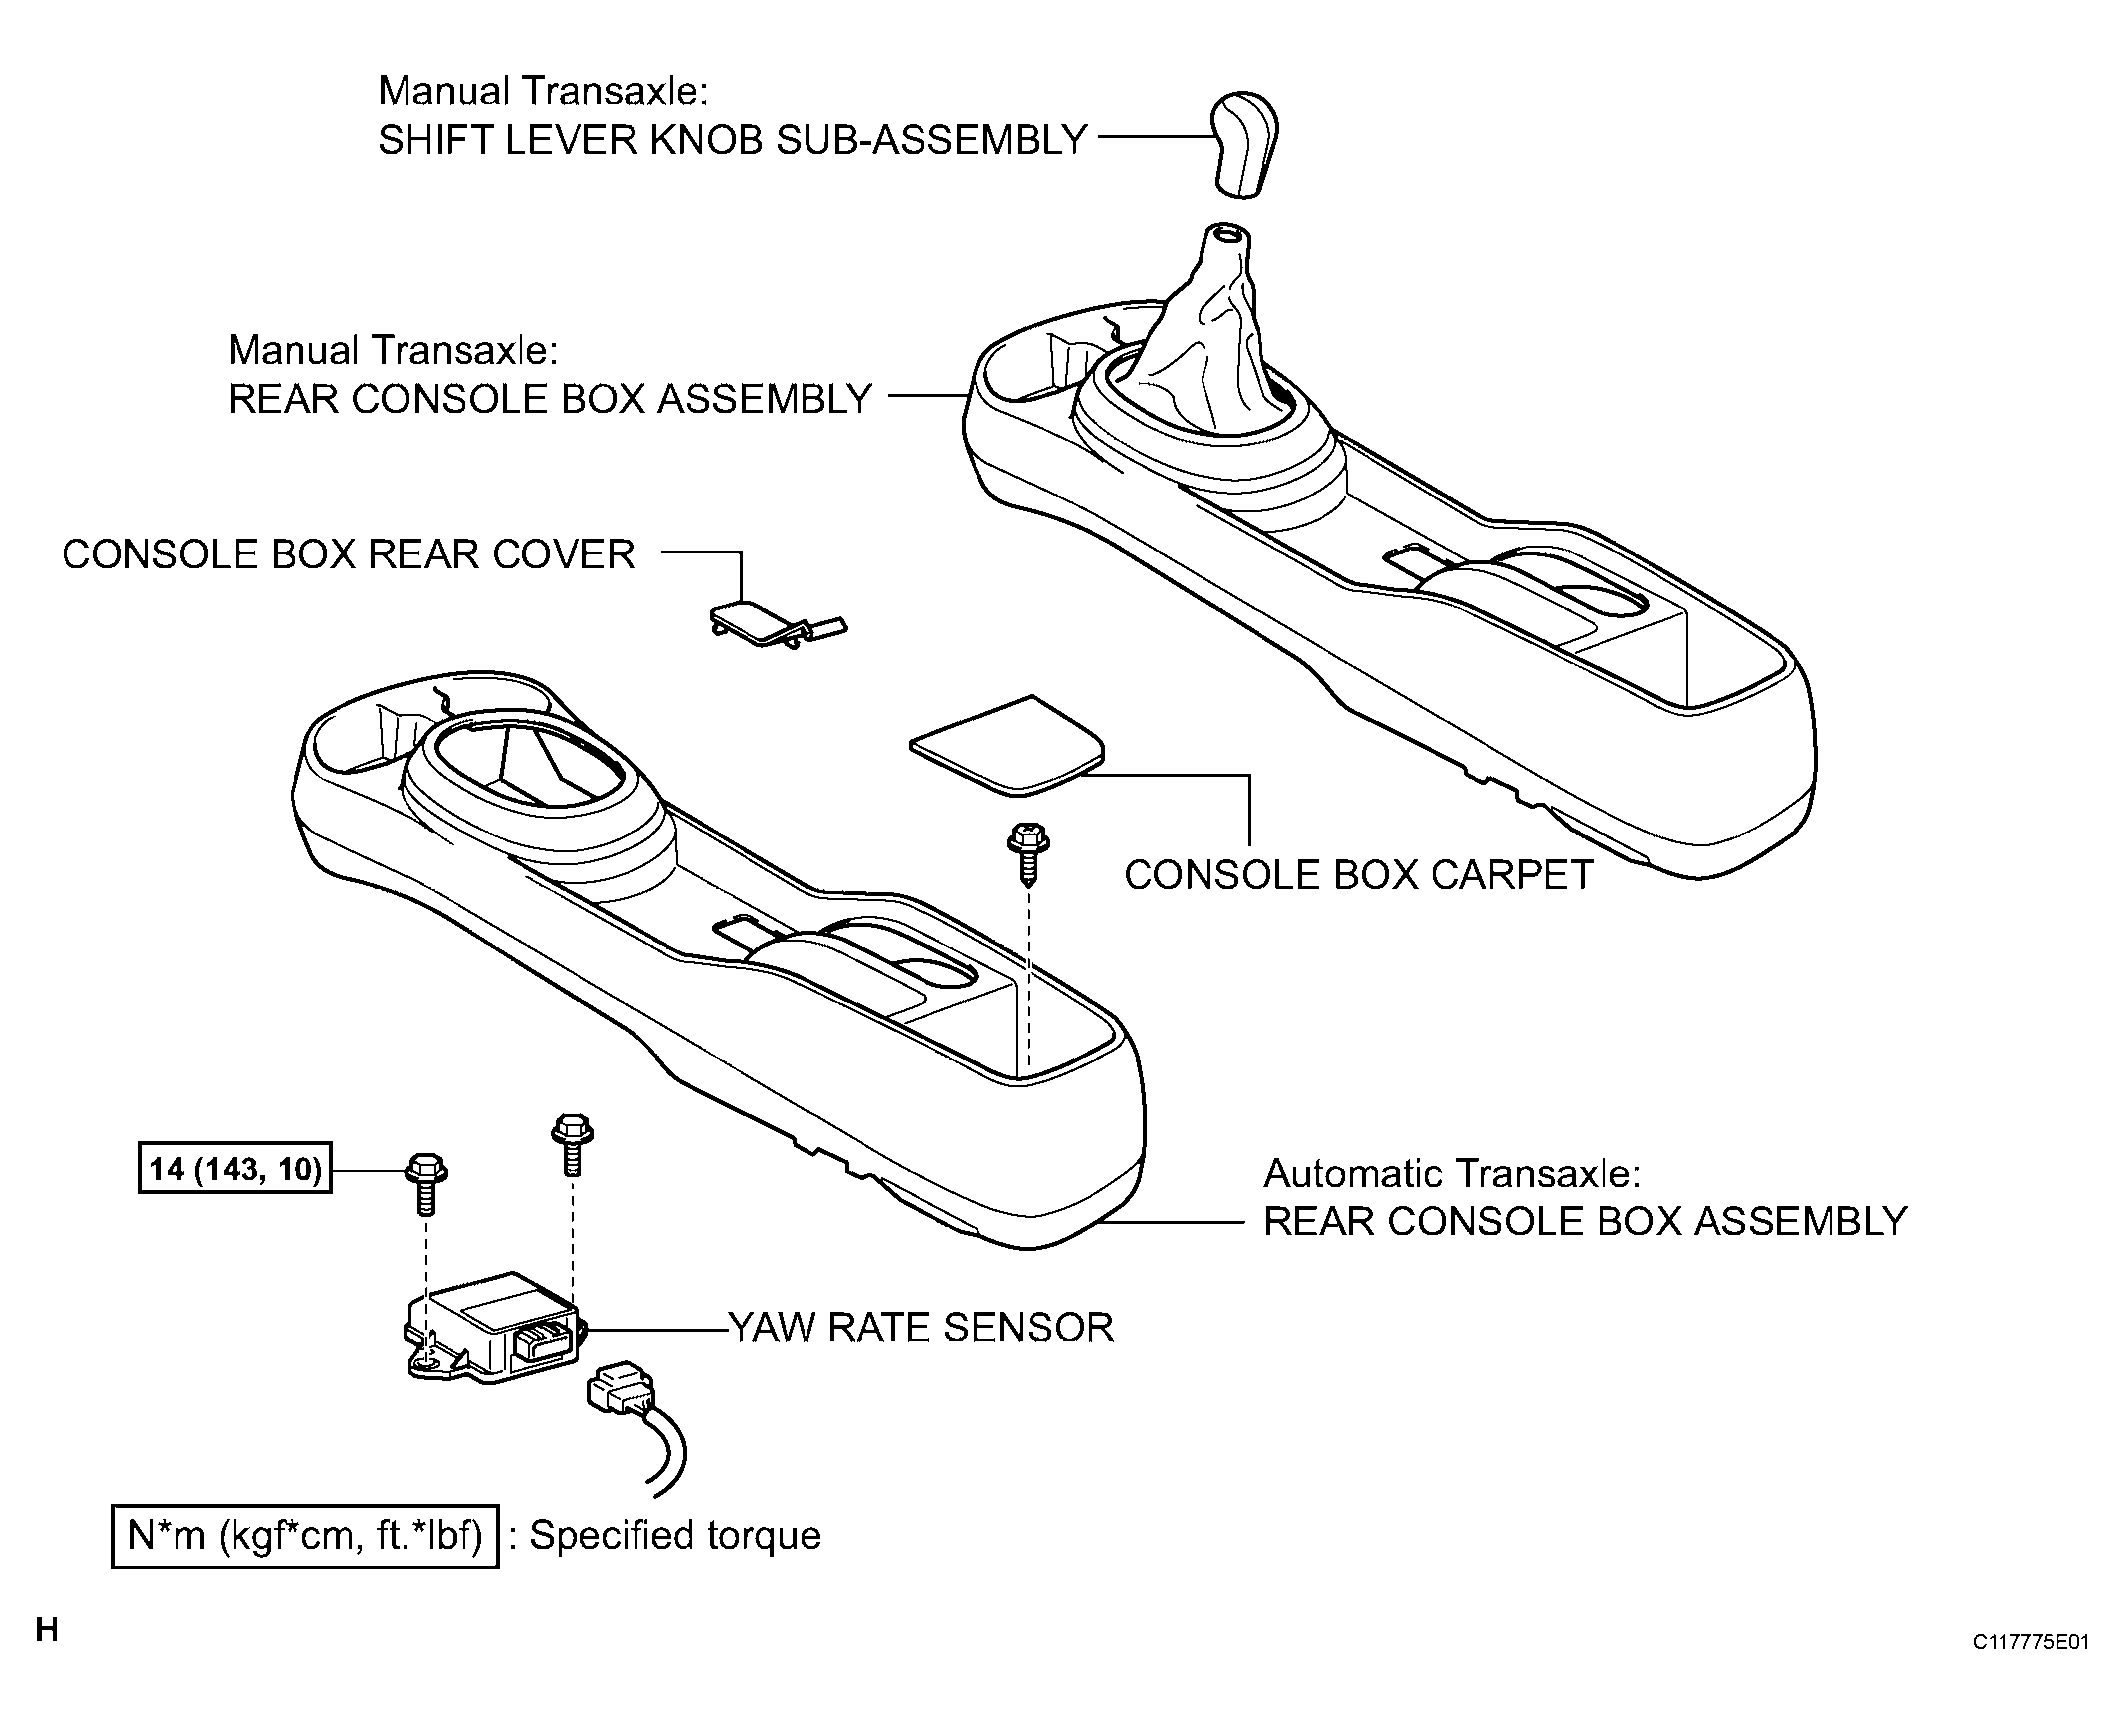 Manual Transaxle:
SHIFT LEVER KNOB SUB-ASSEMBLY
Manual Transaxle:
REAR CONSOLE BOX ASSEMBLY
CONSOLE BOX REAR COVER
CONSOLE BOX CARPET
14 (143, 10)
Automatic Transaxle:
REAR CONSOLE BOX ASSEMBLY
YAW RATE SENSOR
N*m (kgf*cm, ft.*lbf) : Specified torque
H
C117775E01